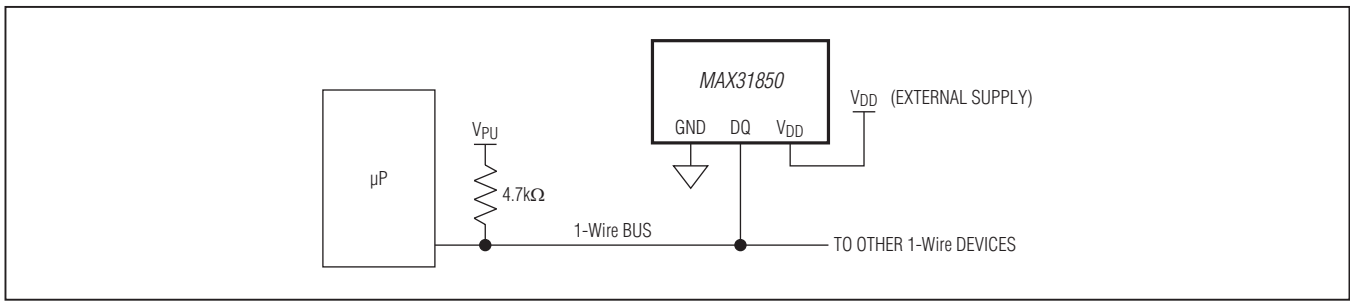 MAX31850
VDD (EXTERNAL SUPPLY)
GND DQ VDD
VPU
µP
4.7kΩ
1-Wire BUS
TO OTHER 1-Wire DEVICES